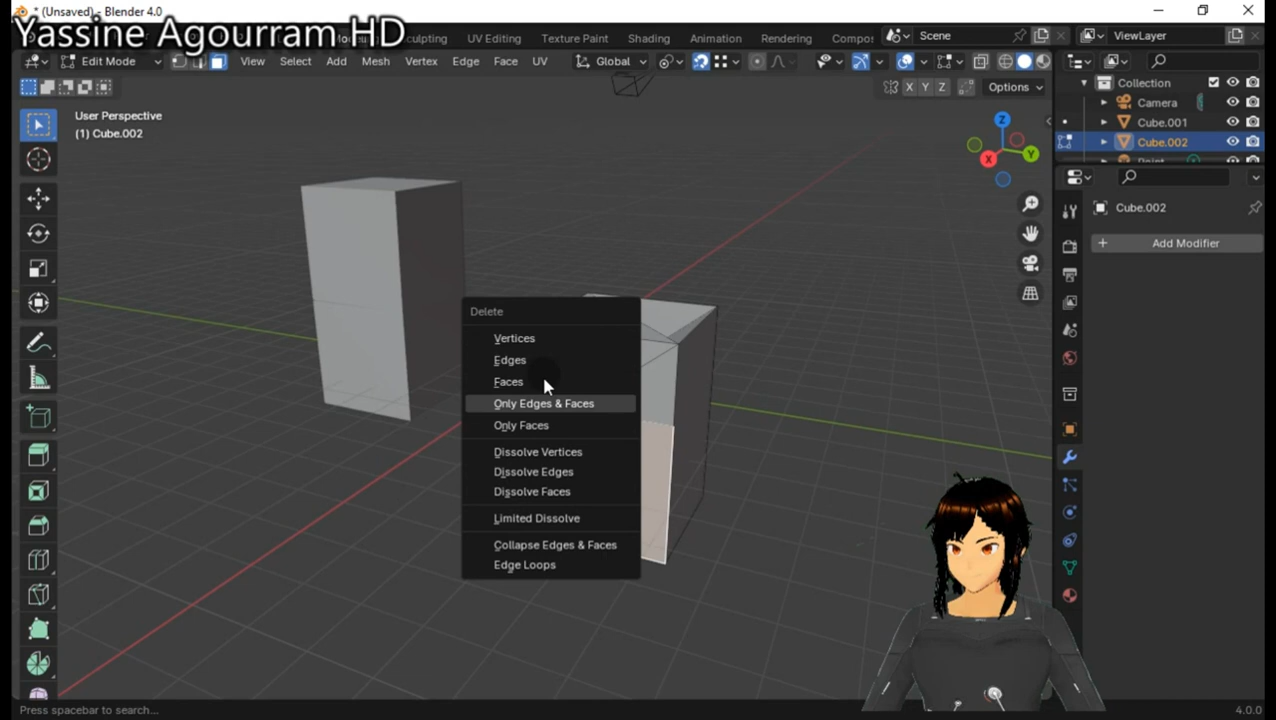 * (Unsaved) - Blender 4.0
Yassine Agourram HD
UV Editing
Texture Paint
Shading
Animation
Rendering
Scene
ViewLayer
Edit Mode
View
Select
Add
Mesh
Vertex
Edge
Face
UV
Global
X Y Z
Options
User Perspective
(1) Cube.002
Z
X
Y
Collection
Camera
Cube.001
Cube.002
Cube.002
Add Modifier
Delete
Vertices
Edges
Faces
Only Edges & Faces
Only Faces
Dissolve Vertices
Dissolve Edges
Dissolve Faces
Limited Dissolve
Collapse Edges & Faces
Edge Loops
Press spacebar to search...
4.0.0